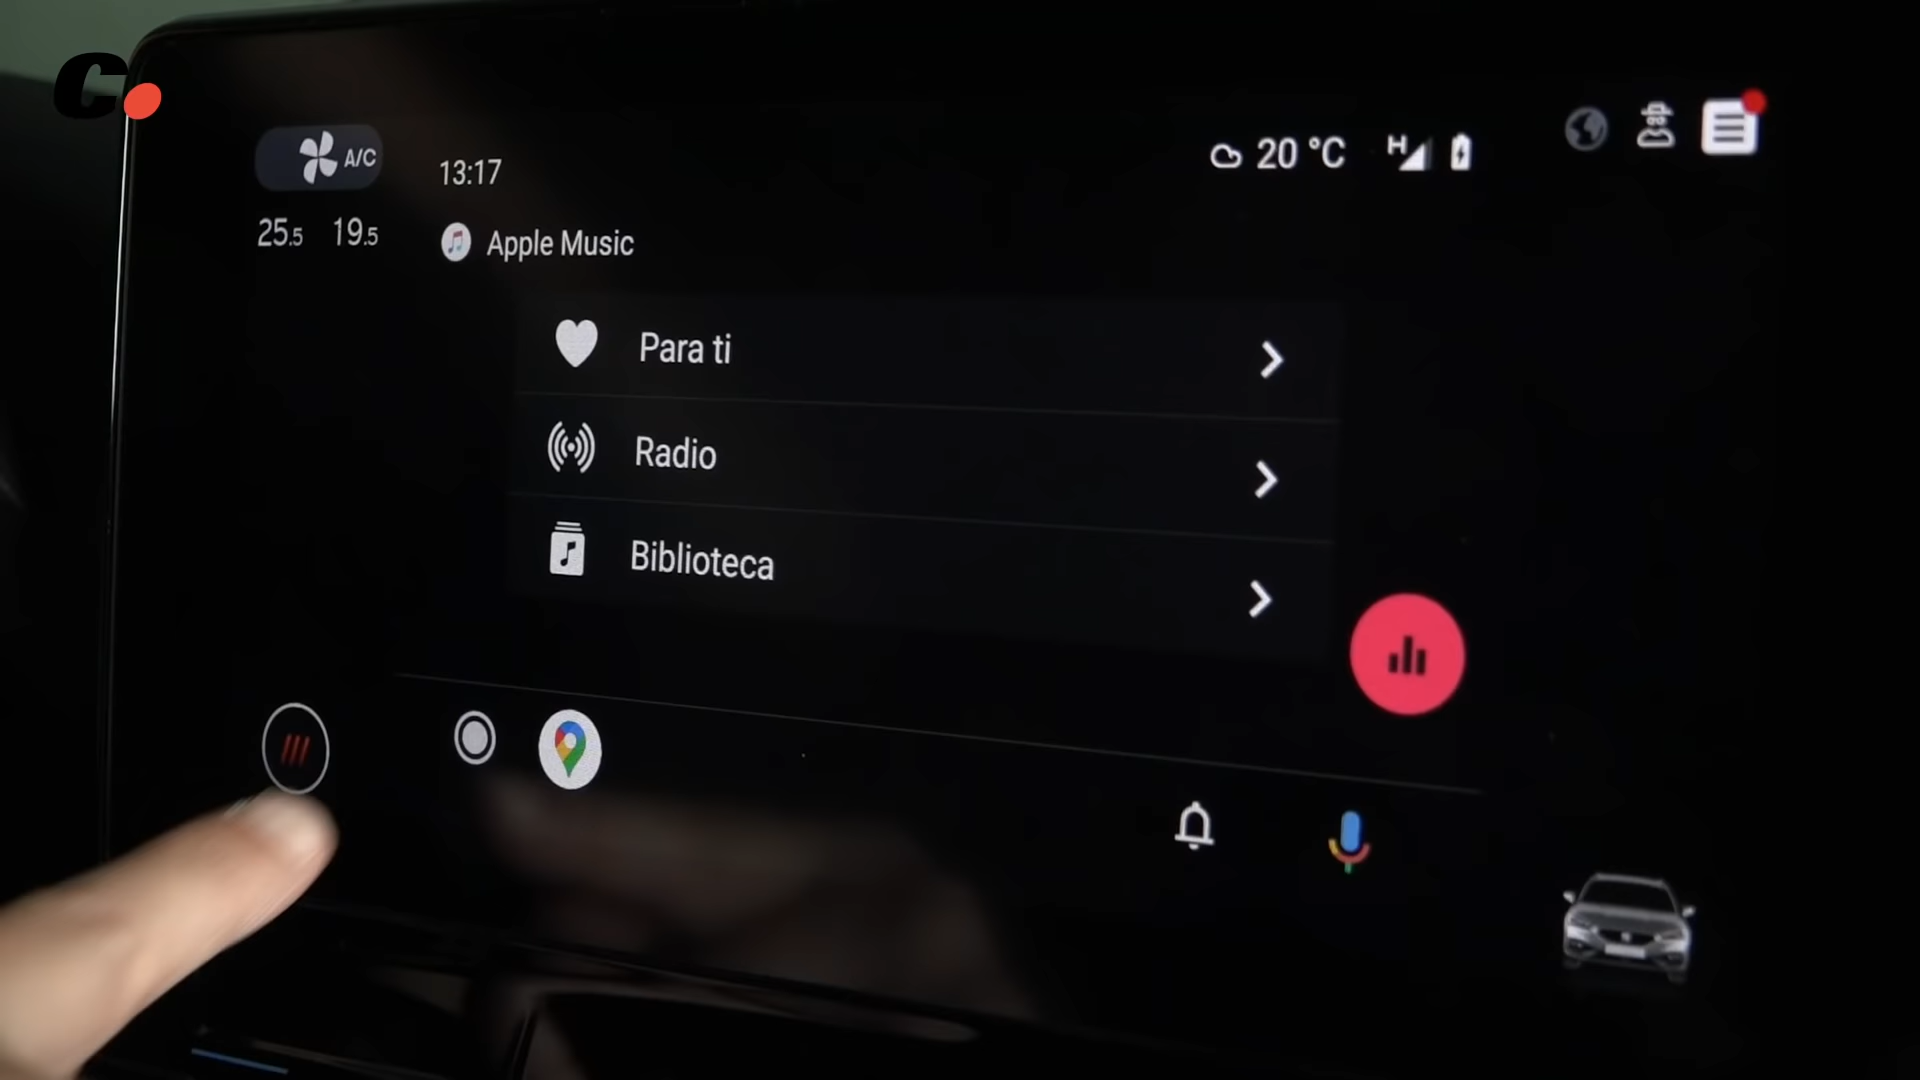 C.
A/C
13:17
20 °C
H
25.5 19.5
Apple Music
Para ti
Radio
Biblioteca